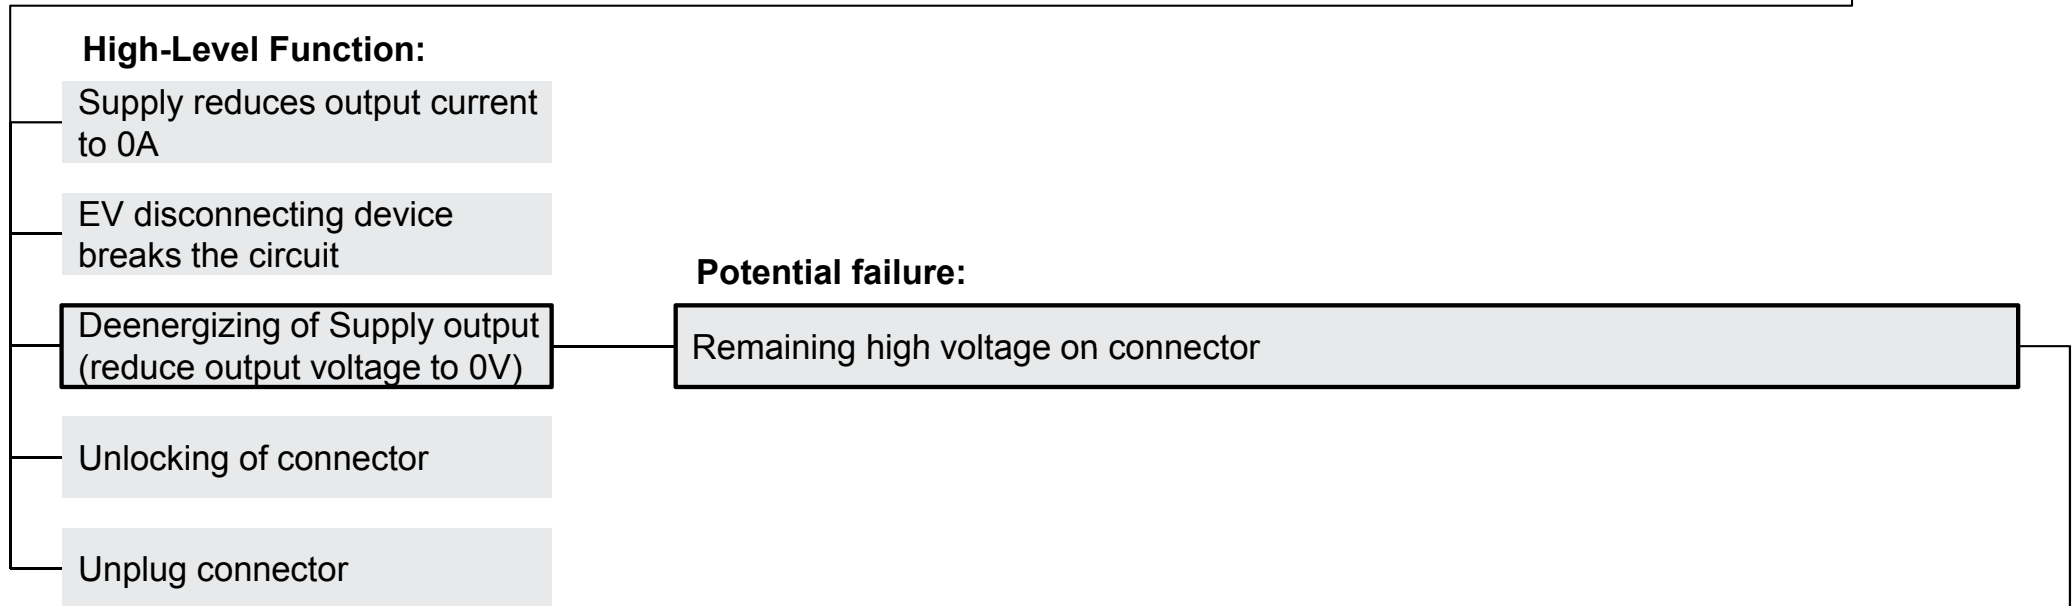 High-Level Function:
Supply reduces output current
to 0A
EV disconnecting device
breaks the circuit
Potential failure:
Deenergizing of Supply output
(reduce output voltage to 0V)
Remaining high voltage on connector
Unlocking of connector
Unplug connector